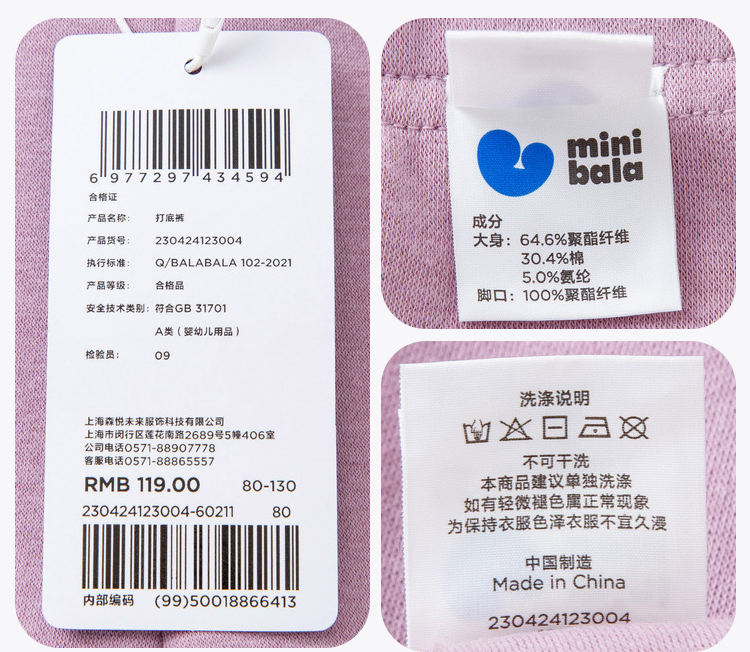 6 977297 434594
合格证
产品名称： 打底裤
产品货号： 230424123004
执行标准： Q/BALABALA 102-2021
产品等级： 合格品
安全技术类别： 符合GB 31701
A类（婴幼儿用品）
检验员： 09
上海森悦未来服饰科技有限公司
上海市闵行区莲花南路2689号5幢406室
公司电话0571-88907778
客服电话0571-88865557
RMB 119.00 80-130
230424123004-60211 80
内部编码 (99)50018866413
mini
bala
成分
大身： 64.6%聚酯纤维
30.4%棉
5.0%氨纶
脚口： 100%聚酯纤维
洗涤说明
不可干洗
本商品建议单独洗涤
如有轻微褪色属正常现象
为保持衣服色泽衣服不宜久浸
中国制造
Made in China
230424123004